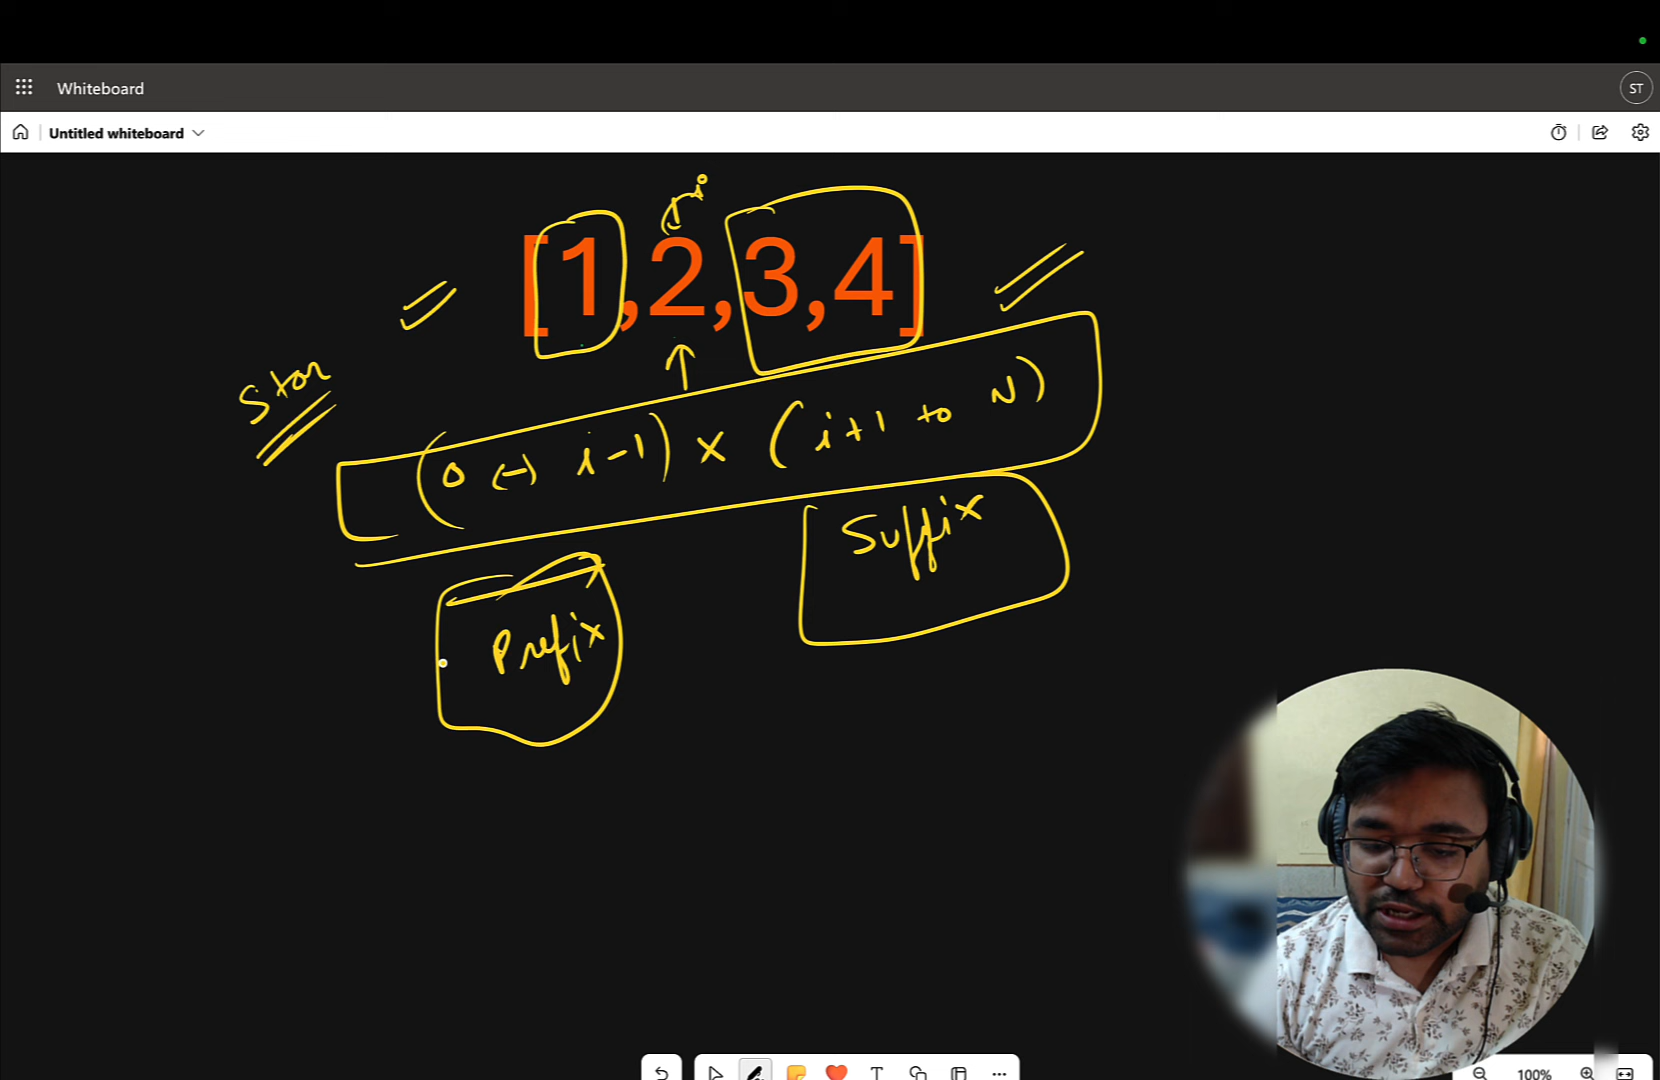 Whiteboard
ST
Untitled whiteboard
i
[1,2,3,4]
Stor
(0 ↔ i-1) x (i+1 to N)
Suffix
Prefix
100%